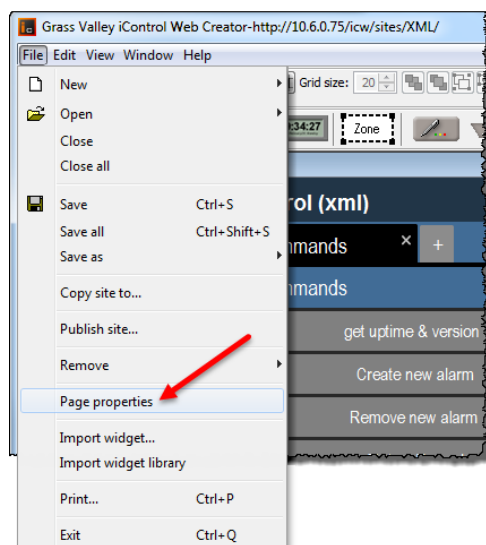 Grass Valley iControl Web Creator-http://10.6.0.75/icw/sites/XML/
File Edit View Window Help
New
Grid size: 20
Open
:34:27
Zone
Close
Close all
Save Ctrl+S
rol (xml)
Save all Ctrl+Shift+S
mmands × +
Save as
Copy site to...
mmands
Publish site...
get uptime & version
Remove
Create new alarm
Page properties
Remove new alarm
Import widget...
Import widget library
Print... Ctrl+P
Exit Ctrl+Q